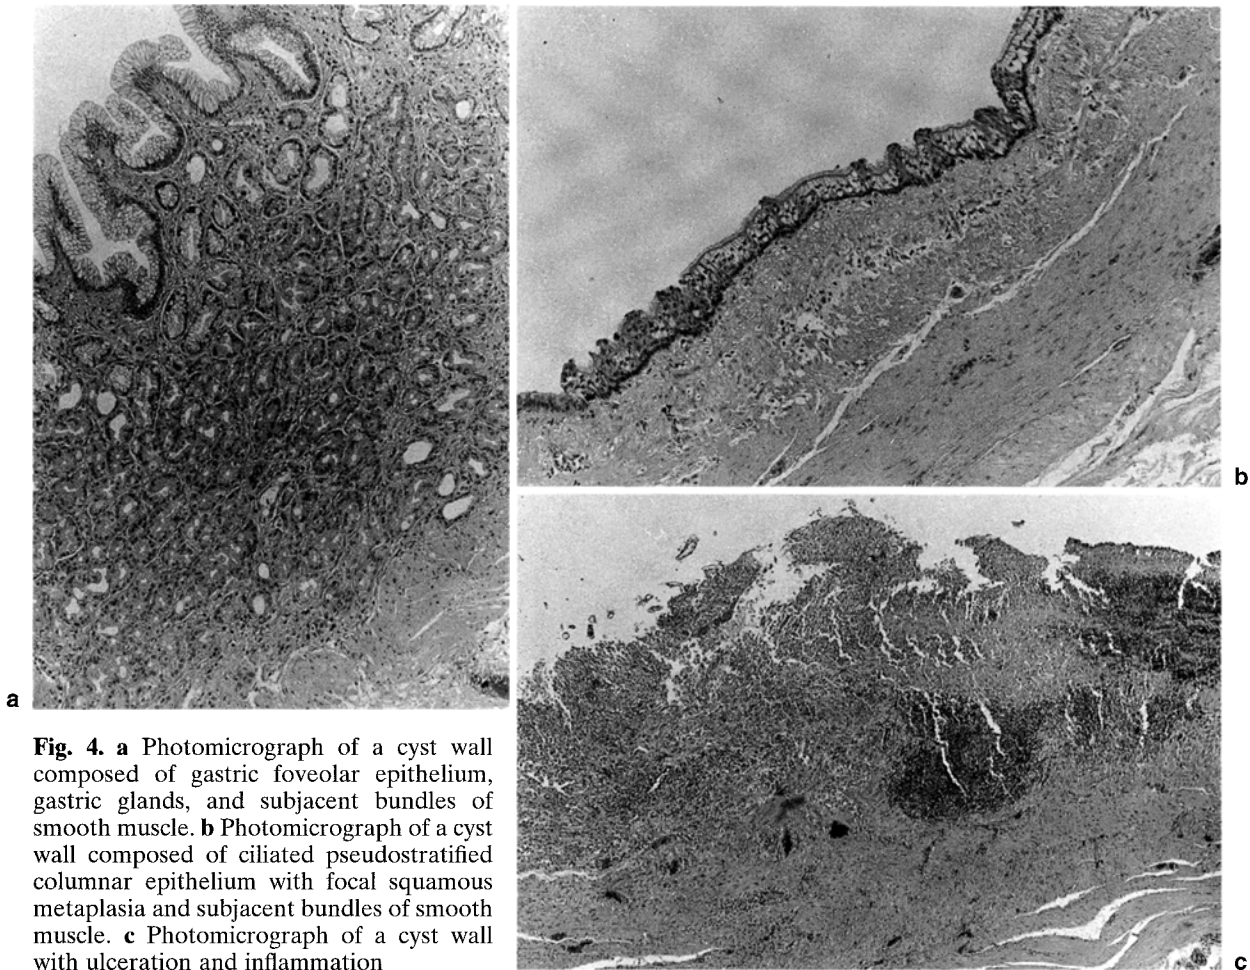 a
b
c
Fig. 4. a Photomicrograph of a cyst wall
composed of gastric foveolar epithelium,
gastric glands, and subjacent bundles of
smooth muscle. b Photomicrograph of a cyst
wall composed of ciliated pseudostratified
columnar epithelium with focal squamous
metaplasia and subjacent bundles of smooth
muscle. c Photomicrograph of a cyst wall
with ulceration and inflammation